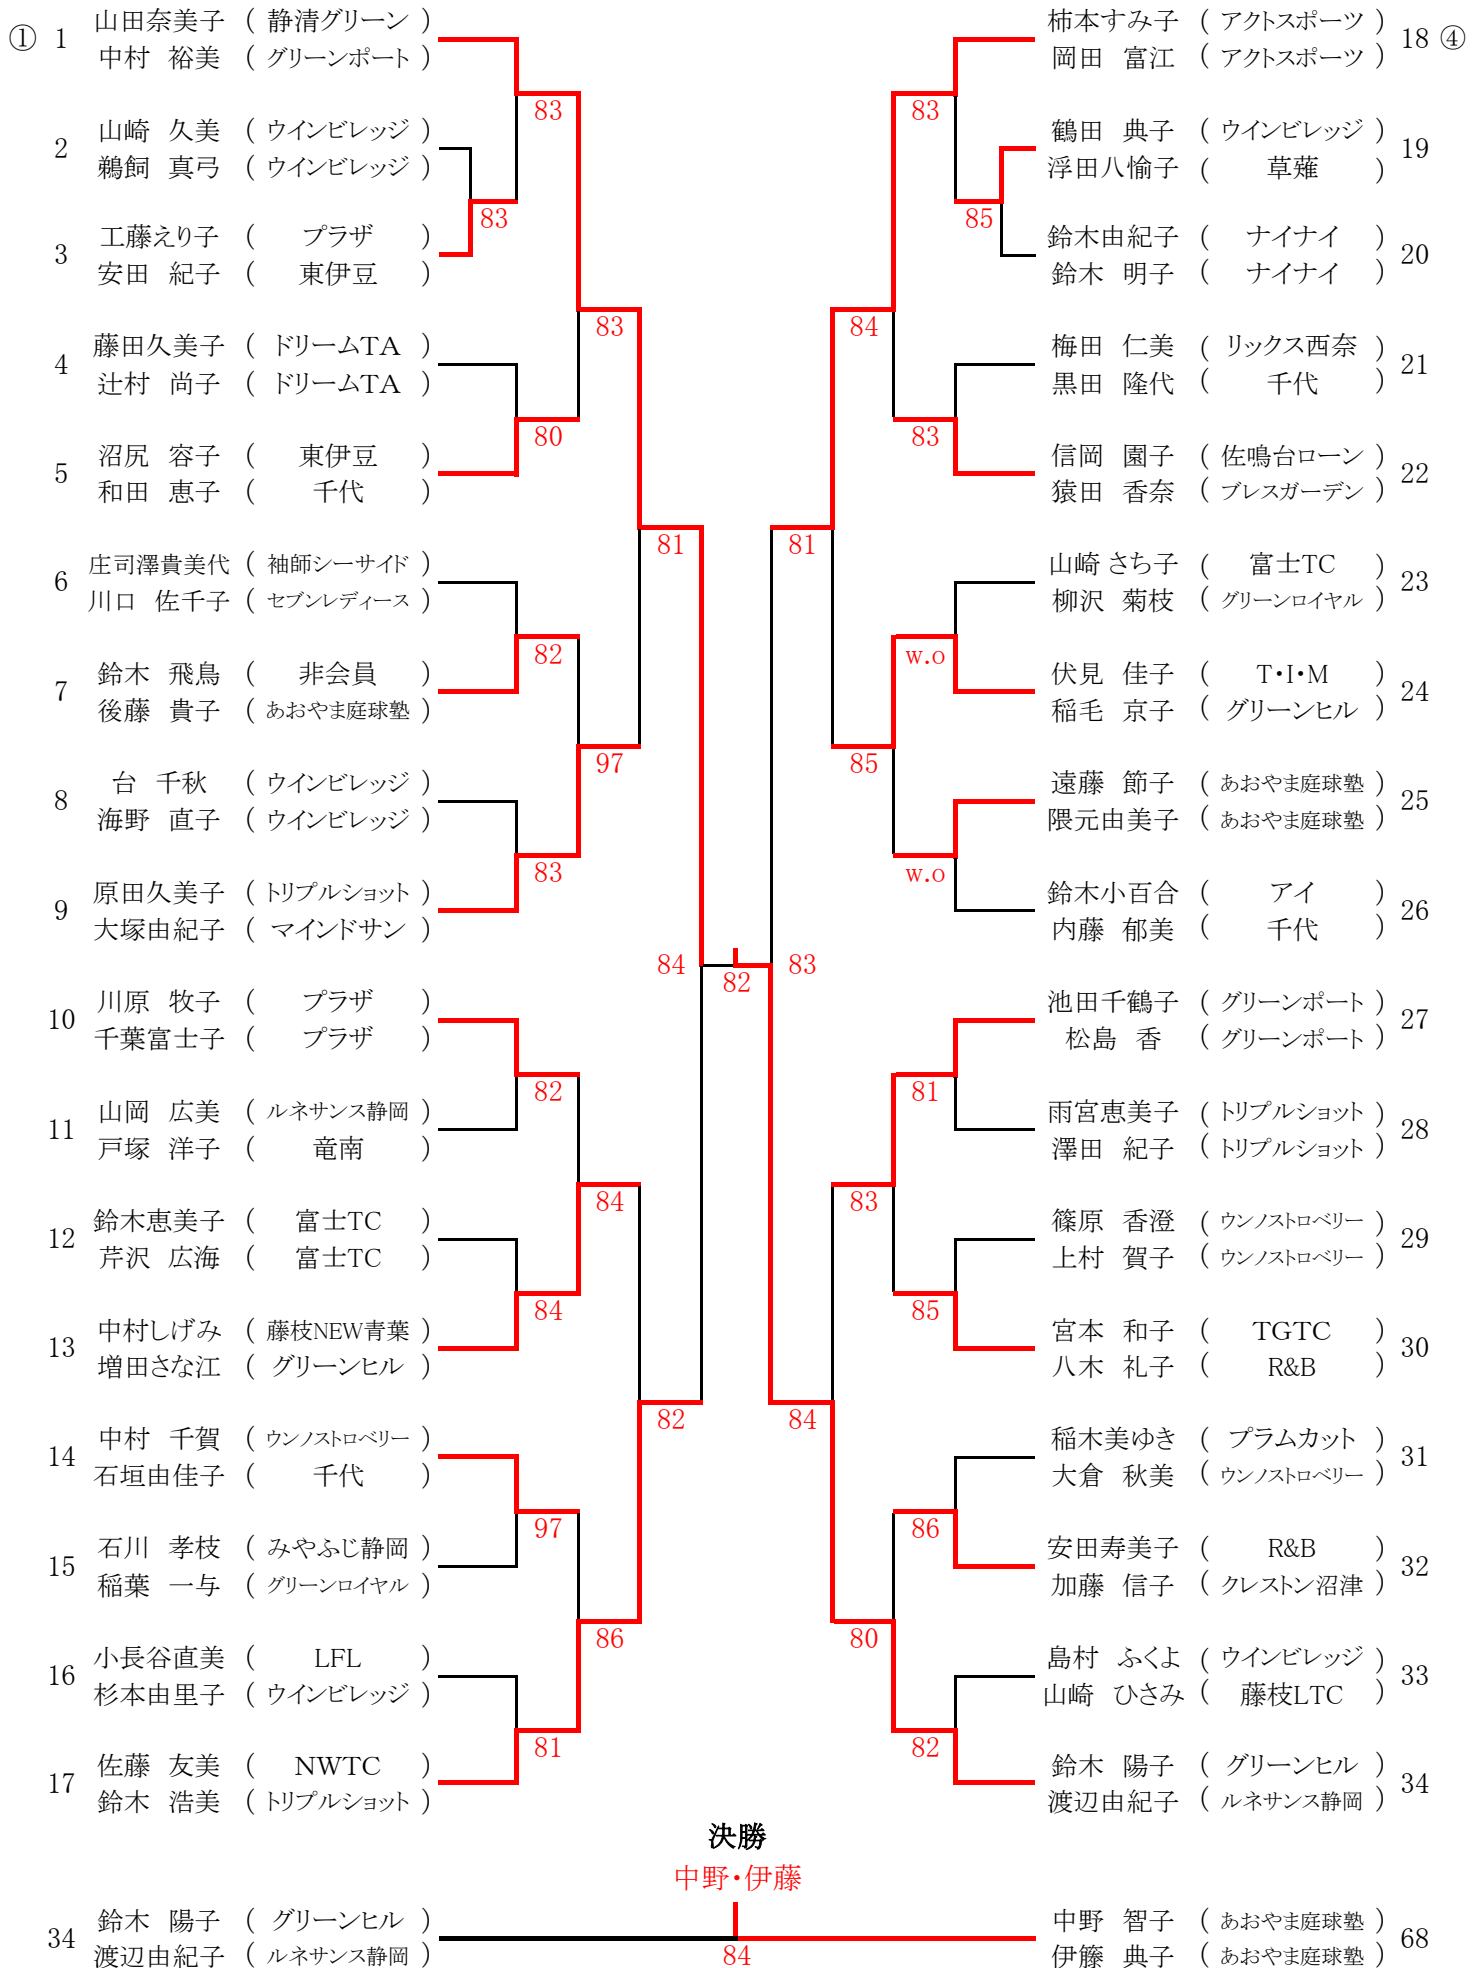 ① 1 山田奈美子 ( 静清グリーン )
中村 裕美 ( グリーンポート )
83
2 山崎 久美 ( ウインビレッジ )
鵜飼 真弓 ( ウインビレッジ )
83
3 工藤えり子 ( プラザ )
安田 紀子 ( 東伊豆 )
83
4 藤田久美子 ( ドリームTA )
辻村 尚子 ( ドリームTA )
80
5 沼尻 容子 ( 東伊豆 )
和田 恵子 ( 千代 )
81
6 庄司澤貴美代 ( 袖師シーサイド )
川口 佐千子 ( セブンレディース )
82
7 鈴木 飛鳥 ( 非会員 )
後藤 貴子 ( あおやま庭球塾 )
97
8 台 千秋 ( ウインビレッジ )
海野 直子 ( ウインビレッジ )
83
9 原田久美子 ( トリプルショット )
大塚由紀子 ( マインドサン )
84
10 川原 牧子 ( プラザ )
千葉富士子 ( プラザ )
82
11 山岡 広美 ( ルネサンス静岡 )
戸塚 洋子 ( 竜南 )
84
12 鈴木恵美子 ( 富士TC )
芹沢 広海 ( 富士TC )
84
13 中村しげみ ( 藤枝NEW青葉 )
増田さな江 ( グリーンヒル )
82
14 中村 千賀 ( ウンノストロベリー )
石垣由佳子 ( 千代 )
97
15 石川 孝枝 ( みやふじ静岡 )
稲葉 一与 ( グリーンロイヤル )
86
16 小長谷直美 ( LFL )
杉本由里子 ( ウインビレッジ )
81
17 佐藤 友美 ( NWTC )
鈴木 浩美 ( トリプルショット )
82
柿本すみ子 ( アクトスポーツ ) 18 ④
岡田 富江 ( アクトスポーツ )
83
鶴田 典子 ( ウインビレッジ ) 19
浮田八愉子 ( 草薙 )
85
鈴木由紀子 ( ナイナイ ) 20
鈴木 明子 ( ナイナイ )
84
梅田 仁美 ( リックス西奈 ) 21
黒田 隆代 ( 千代 )
83
信岡 園子 ( 佐鳴台ローン ) 22
猿田 香奈 ( ブレスガーデン )
81
山崎 さち子 ( 富士TC ) 23
柳沢 菊枝 ( グリーンロイヤル )
w.o
伏見 佳子 ( T・I・M ) 24
稲毛 京子 ( グリーンヒル )
85
遠藤 節子 ( あおやま庭球塾 ) 25
隈元由美子 ( あおやま庭球塾 )
w.o
鈴木小百合 ( アイ ) 26
内藤 郁美 ( 千代 )
83
池田千鶴子 ( グリーンポート ) 27
松島 香 ( グリーンポート )
81
雨宮恵美子 ( トリプルショット ) 28
澤田 紀子 ( トリプルショット )
83
篠原 香澄 ( ウンノストロベリー ) 29
上村 賀子 ( ウンノストロベリー )
85
宮本 和子 ( TGTC ) 30
八木 礼子 ( R&B )
84
稲木美ゆき ( プラムカット ) 31
大倉 秋美 ( ウンノストロベリー )
86
安田寿美子 ( R&B ) 32
加藤 信子 ( クレストン沼津 )
80
島村 ふくよ ( ウインビレッジ ) 33
山崎 ひさみ ( 藤枝LTC )
82
鈴木 陽子 ( グリーンヒル ) 34
渡辺由紀子 ( ルネサンス静岡 )
決勝
中野・伊藤
34 鈴木 陽子 ( グリーンヒル )
渡辺由紀子 ( ルネサンス静岡 )
84
中野 智子 ( あおやま庭球塾 ) 68
伊籐 典子 ( あおやま庭球塾 )